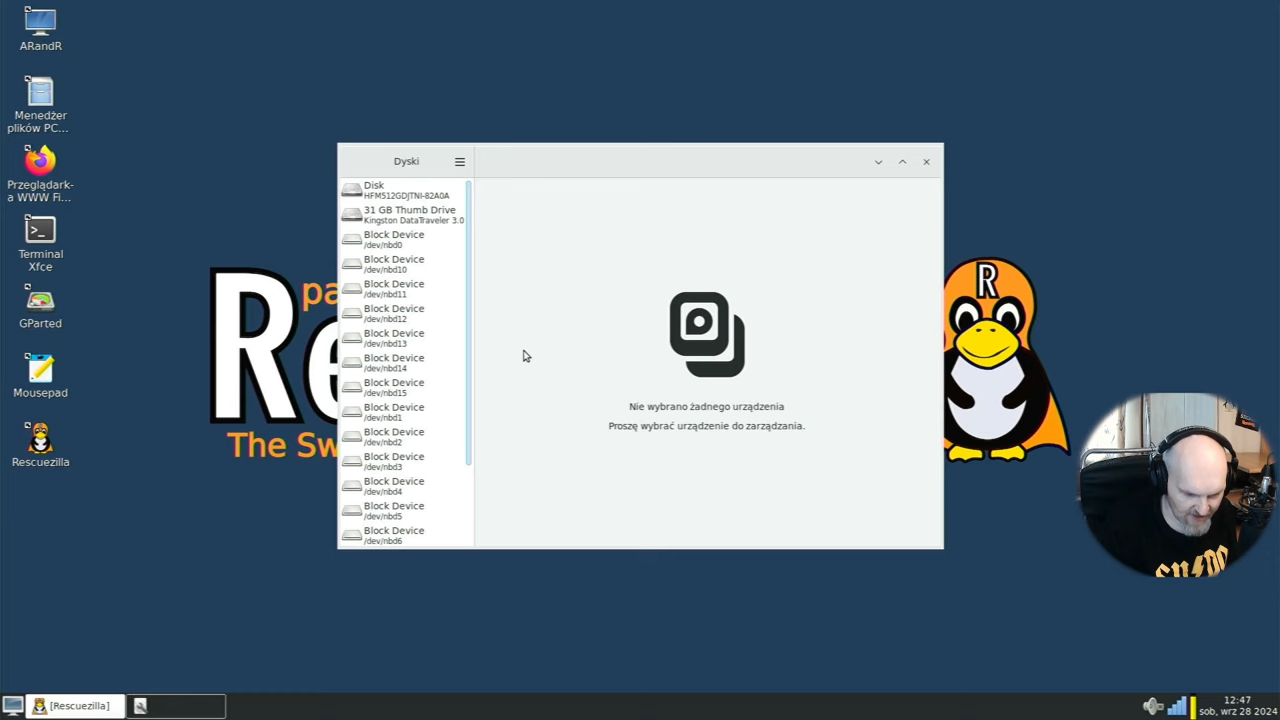 ARandR
Menedżer
plików PC...
Przeglądark-
a WWW Fi...
Terminal
Xfce
GParted
Mousepad
Rescuezilla
R
pa
Re
The Sw
Dyski
Disk
HFM512GDJTNI-82A0A
31 GB Thumb Drive
Kingston DataTraveler 3.0
Block Device
/dev/nbd0
Block Device
/dev/nbd10
Block Device
/dev/nbd11
Block Device
/dev/nbd12
Block Device
/dev/nbd13
Block Device
/dev/nbd14
Block Device
/dev/nbd15
Block Device
/dev/nbd1
Block Device
/dev/nbd2
Block Device
/dev/nbd3
Block Device
/dev/nbd4
Block Device
/dev/nbd5
Block Device
/dev/nbd6
Nie wybrano żadnego urządzenia
Proszę wybrać urządzenie do zarządzania.
[Rescuezilla]
12:47
sob, wrz 28 2024